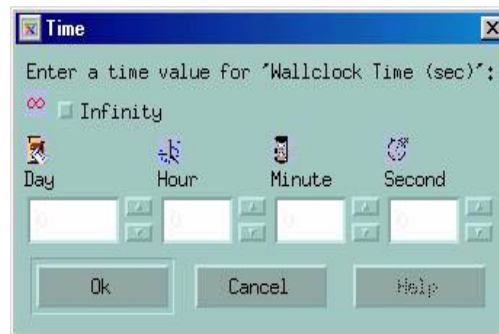 Time
Enter a time value for "Wallclock Time (sec)":
∞ Infinity
Day Hour Minute Second
0 0 0 0
Ok Cancel Help